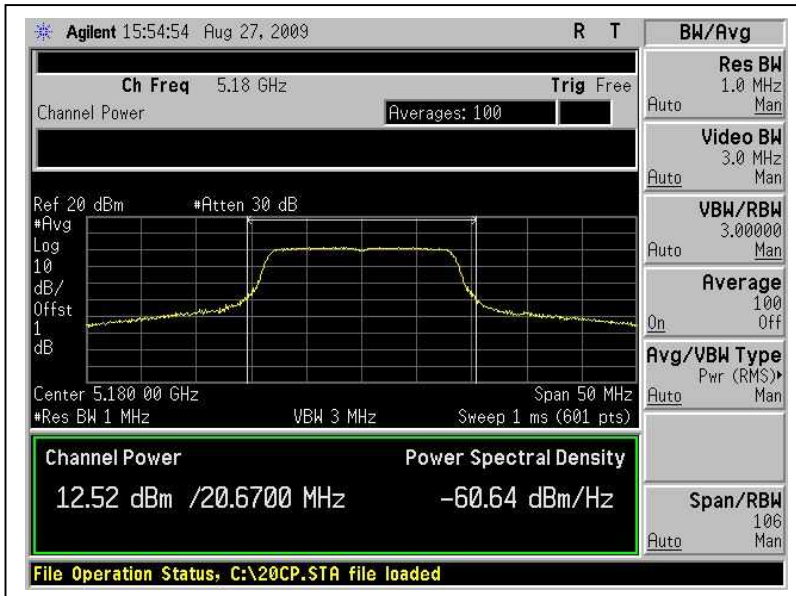 Agilent 15:54:54 Aug 27, 2009 R T BW/Avg
Ch Freq 5.18 GHz Trig Free
Channel Power Averages: 100
Res BW
1.0 MHz
Auto Man
Video BW
3.0 MHz
Auto Man
VBW/RBW
3.00000
Auto Man
Average
100
On Off
Avg/VBW Type
Pwr (RMS)▸
Auto Man
Span/RBW
106
Auto Man
Ref 20 dBm #Atten 30 dB
#Avg
Log
10
dB/
Offst
1
dB
Center 5.180 00 GHz Span 50 MHz
#Res BW 1 MHz VBW 3 MHz Sweep 1 ms (601 pts)
Channel Power Power Spectral Density
12.52 dBm /20.6700 MHz -60.64 dBm/Hz
File Operation Status, C:\20CP.STA file loaded